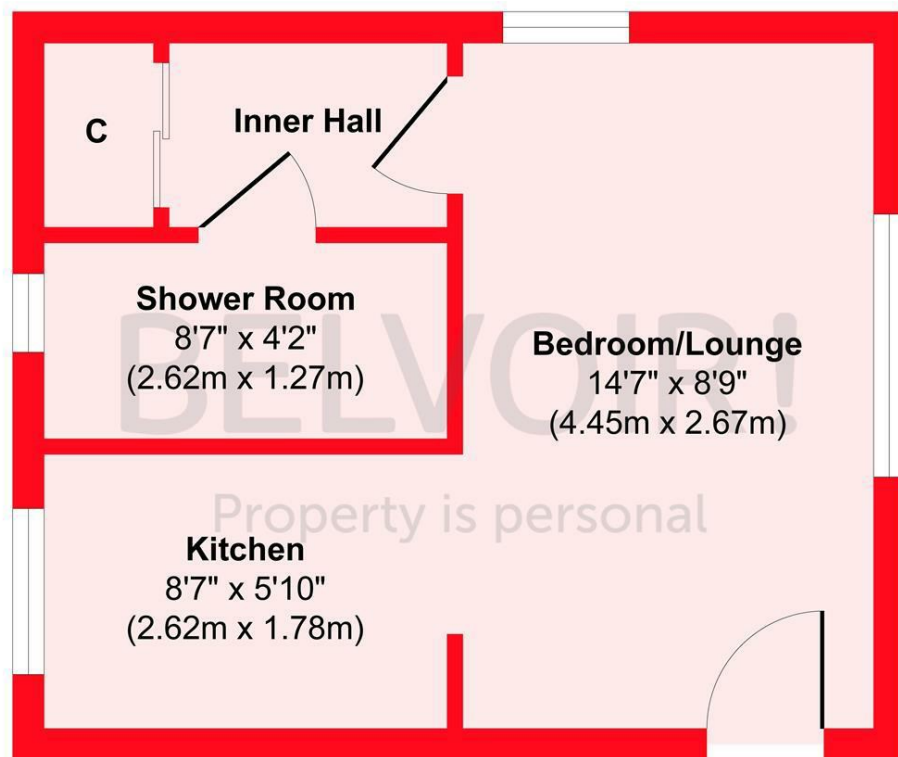 C
Inner Hall
Shower Room
8'7" x 4'2"
(2.62m x 1.27m)
Bedroom/Lounge
14'7" x 8'9"
(4.45m x 2.67m)
BELVOIR!
Property is personal
Kitchen
8'7" x 5'10"
(2.62m x 1.78m)